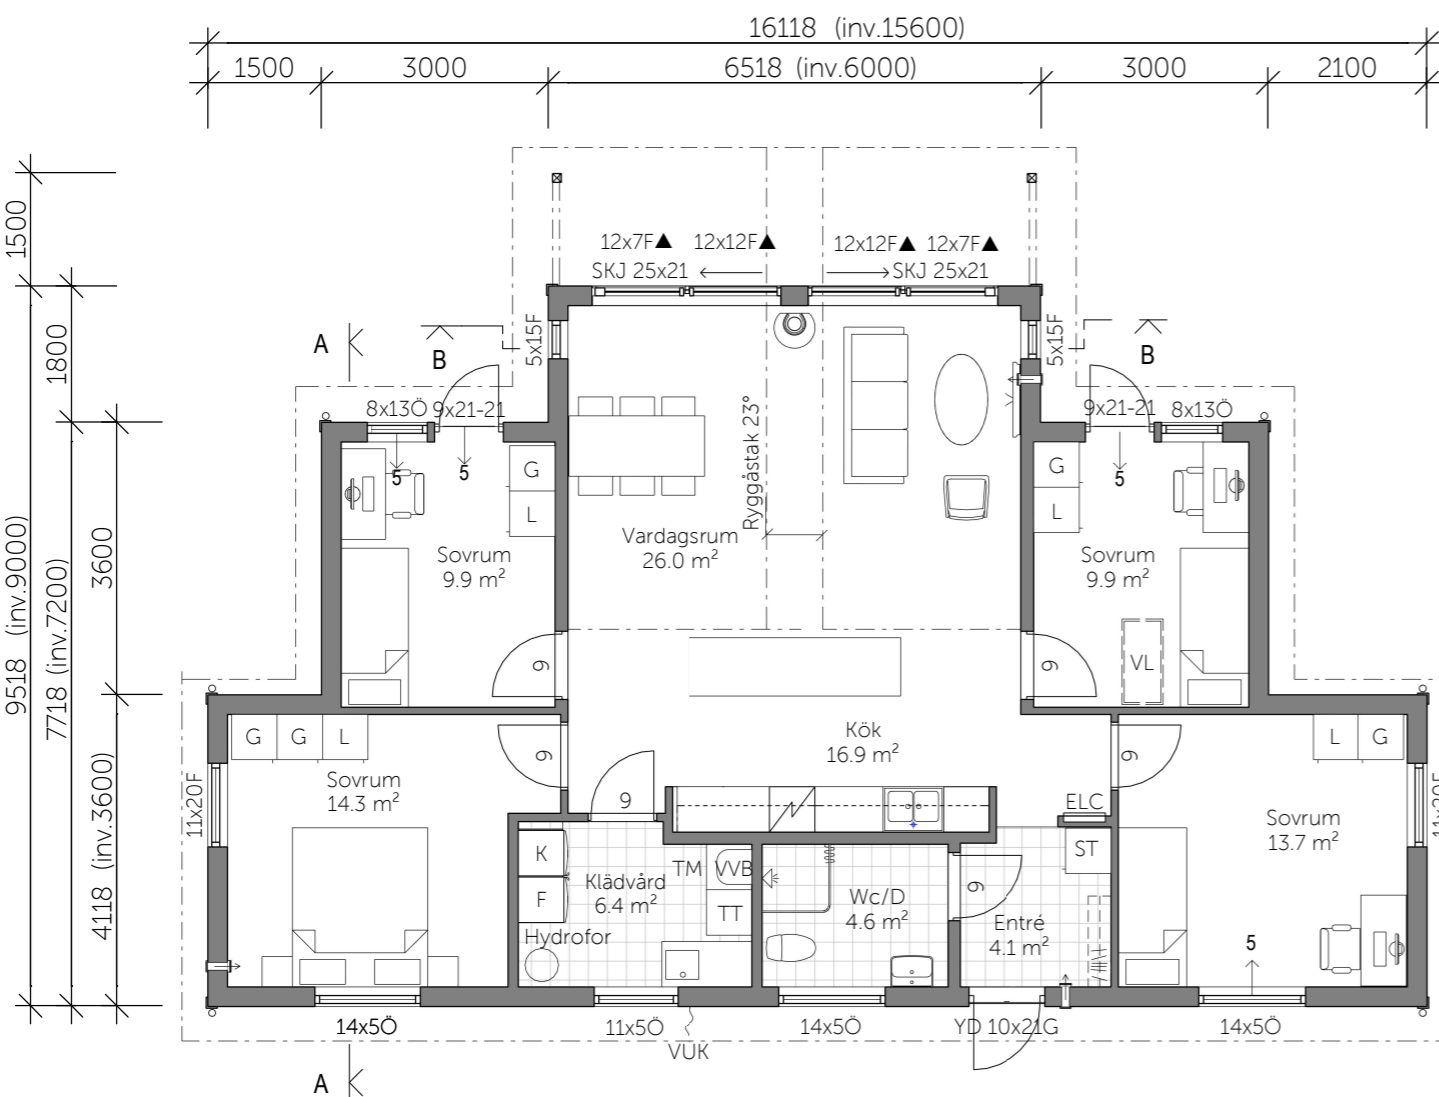 16118 (inv.15600)
1500 3000 6518 (inv.6000) 3000 2100
1500
1800
3600
9518 (inv.9000)
7718 (inv.7200)
4118 (inv.3600)
12x7F▲ 12x12F▲ 12x12F▲ 12x7F▲
SKJ 25x21 SKJ 25x21
A
B
5x15F
5x15F
B
8x13Ö 9x21-21
9x21-21 8x13Ö
5 5
5
G
L
G
L
Ryggåstak 23°
Sovrum
9.9 m²
Vardagsrum
26.0 m²
Sovrum
9.9 m²
VL
9
9
G G L
9
Kök
16.9 m²
9
L G
Sovrum
14.3 m²
11x20F
9
ELC
Sovrum
13.7 m²
11x20F
K
F
Klädvård
6.4 m²
Hydrofor
TM VVB
TT
Wc/D
4.6 m²
9
ST
Entré
4.1 m²
5
14x5Ö 11x5Ö 14x5Ö YD 10x21G 14x5Ö
VUK
A